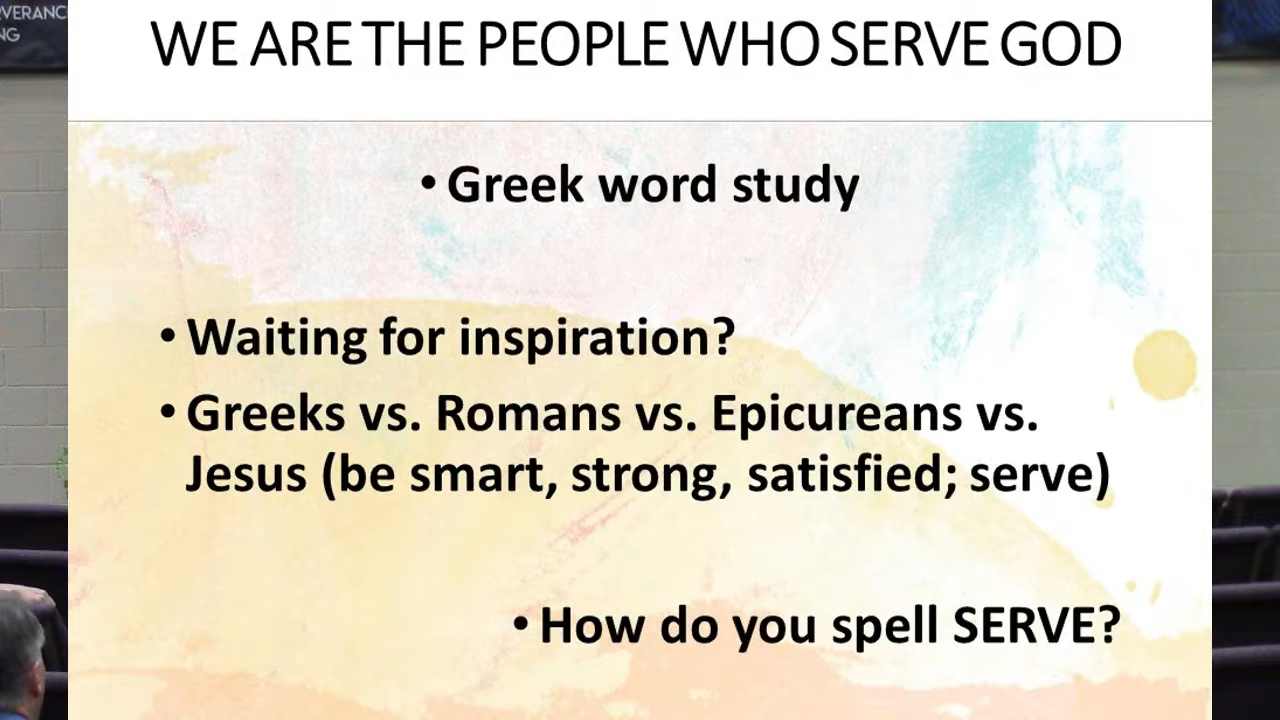 WE ARE THE PEOPLE WHO SERVE GOD
• Greek word study
• Waiting for inspiration?
• Greeks vs. Romans vs. Epicureans vs.
Jesus (be smart, strong, satisfied; serve)
• How do you spell SERVE?